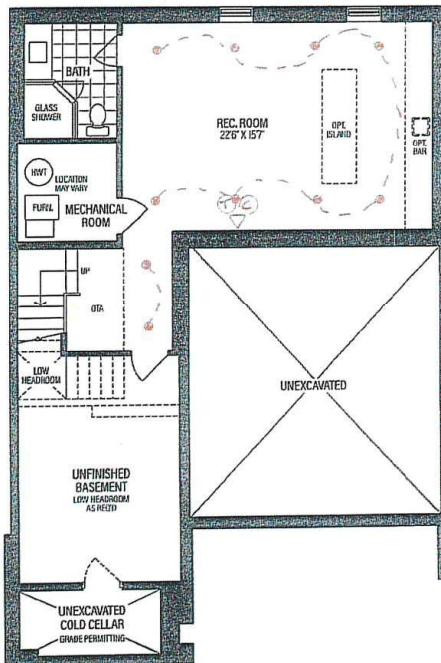 BATH
GLASS
SHOWER
REC. ROOM
22'6" X 15'7"
OPT.
ISLAND
OPT.
BAR
HWT
LOCATION
MAY VARY
FURN.
MECHANICAL
ROOM
T/C
UP
OTA
LOW
HEADROOM
UNEXCAVATED
UNFINISHED
BASEMENT
LOW HEADROOM
AS REQ'D
UNEXCAVATED
COLD CELLAR
GRADE PERMITTING